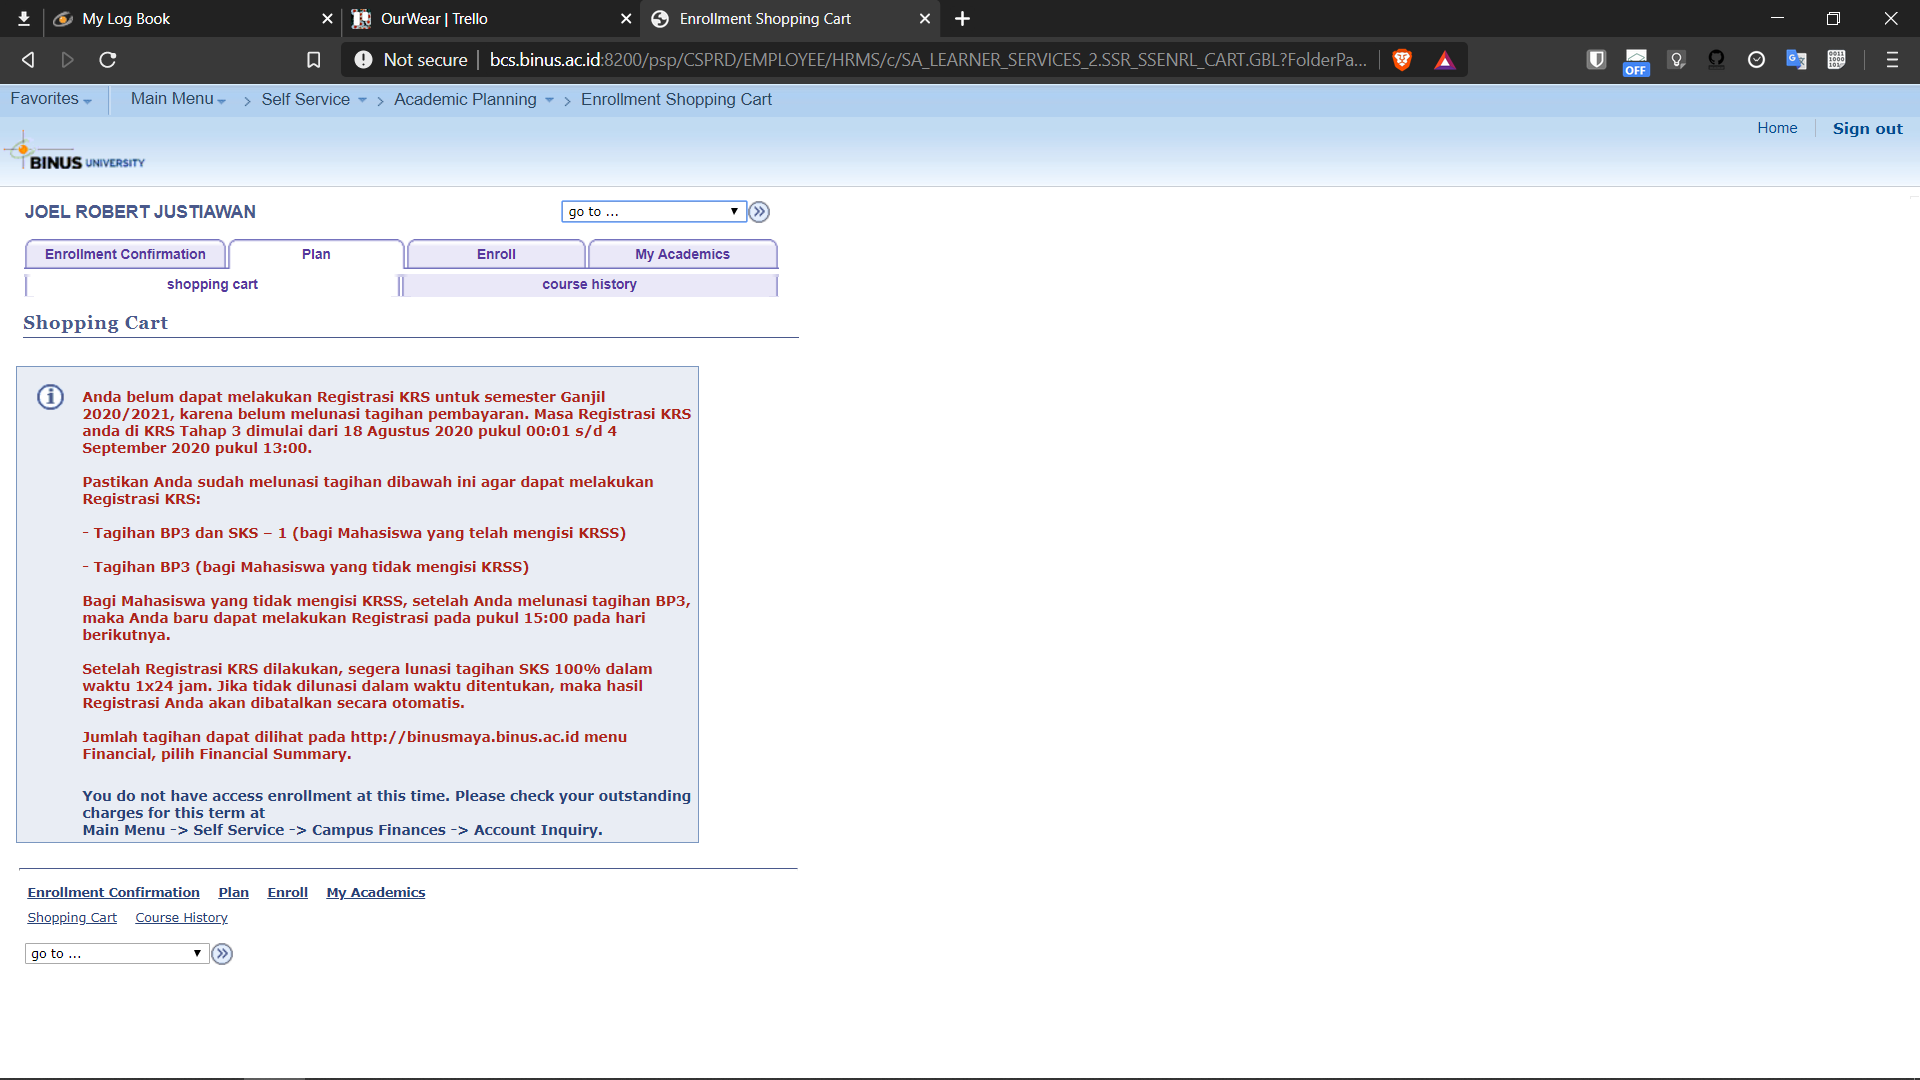 My Log Book
OurWear | Trello
Enrollment Shopping Cart
Not secure
bcs.binus.ac.id:8200/psp/CSPRD/EMPLOYEE/HRMS/c/SA_LEARNER_SERVICES_2.SSR_SSENRL_CART.GBL?FolderPa...
OFF
Favorites
Main Menu
Self Service
Academic Planning
Enrollment Shopping Cart
Home
Sign out
BINUS UNIVERSITY
JOEL ROBERT JUSTIAWAN
go to ...
Enrollment Confirmation
Plan
Enroll
My Academics
shopping cart
course history
Shopping Cart
Anda belum dapat melakukan Registrasi KRS untuk semester Ganjil
2020/2021, karena belum melunasi tagihan pembayaran. Masa Registrasi KRS
anda di KRS Tahap 3 dimulai dari 18 Agustus 2020 pukul 00:01 s/d 4
September 2020 pukul 13:00.
Pastikan Anda sudah melunasi tagihan dibawah ini agar dapat melakukan
Registrasi KRS:
- Tagihan BP3 dan SKS – 1 (bagi Mahasiswa yang telah mengisi KRSS)
- Tagihan BP3 (bagi Mahasiswa yang tidak mengisi KRSS)
Bagi Mahasiswa yang tidak mengisi KRSS, setelah Anda melunasi tagihan BP3,
maka Anda baru dapat melakukan Registrasi pada pukul 15:00 pada hari
berikutnya.
Setelah Registrasi KRS dilakukan, segera lunasi tagihan SKS 100% dalam
waktu 1x24 jam. Jika tidak dilunasi dalam waktu ditentukan, maka hasil
Registrasi Anda akan dibatalkan secara otomatis.
Jumlah tagihan dapat dilihat pada http://binusmaya.binus.ac.id menu
Financial, pilih Financial Summary.
You do not have access enrollment at this time. Please check your outstanding
charges for this term at
Main Menu -> Self Service -> Campus Finances -> Account Inquiry.
Enrollment Confirmation Plan Enroll My Academics
Shopping Cart Course History
go to ...